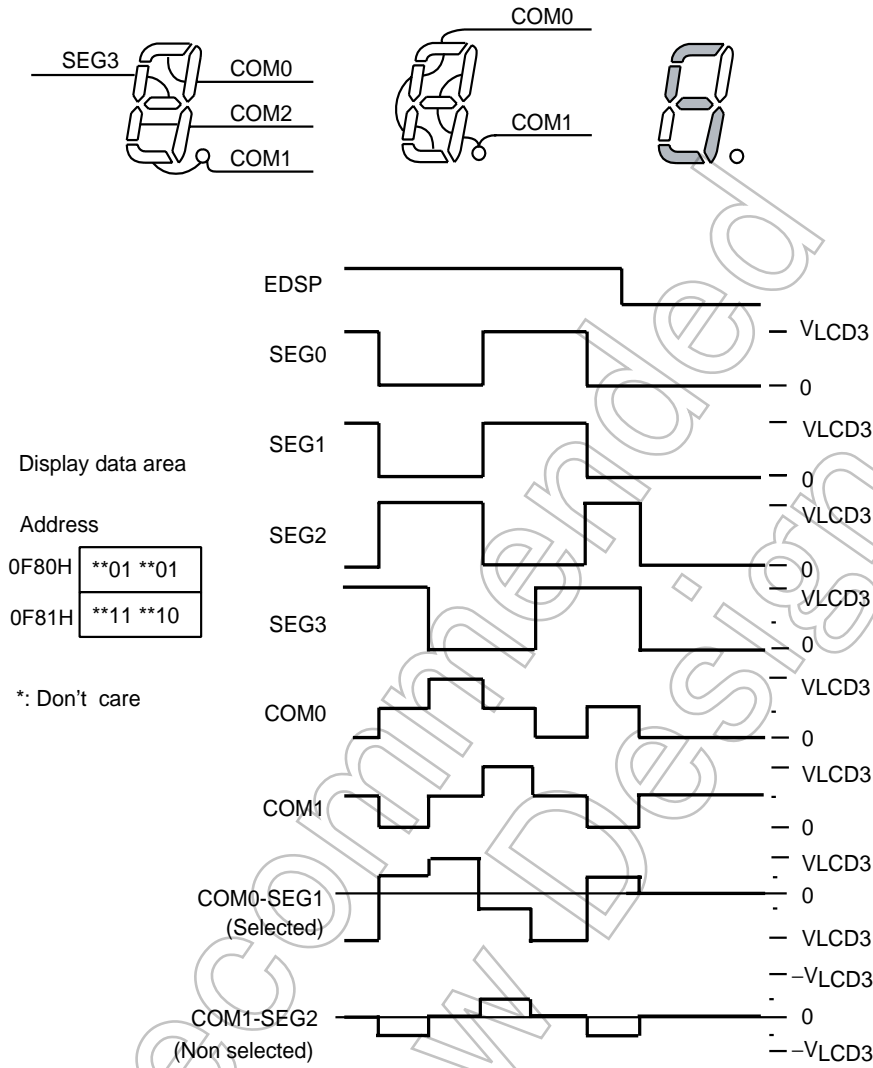 COM0
SEG3
COM0
COM2
COM1
COM1
EDSP
SEG0
VLCD3
0
SEG1
VLCD3
0
Display data area
SEG2
VLCD3
0
Address
0F80H **01 **01
0F81H **11 **10
SEG3
VLCD3
0
*: Don't care
COM0
VLCD3
0
COM1
VLCD3
0
COM0-SEG1
(Selected)
VLCD3
0
VLCD3
COM1-SEG2
(Non selected)
−VLCD3
0
−VLCD3
ecommended
w Design